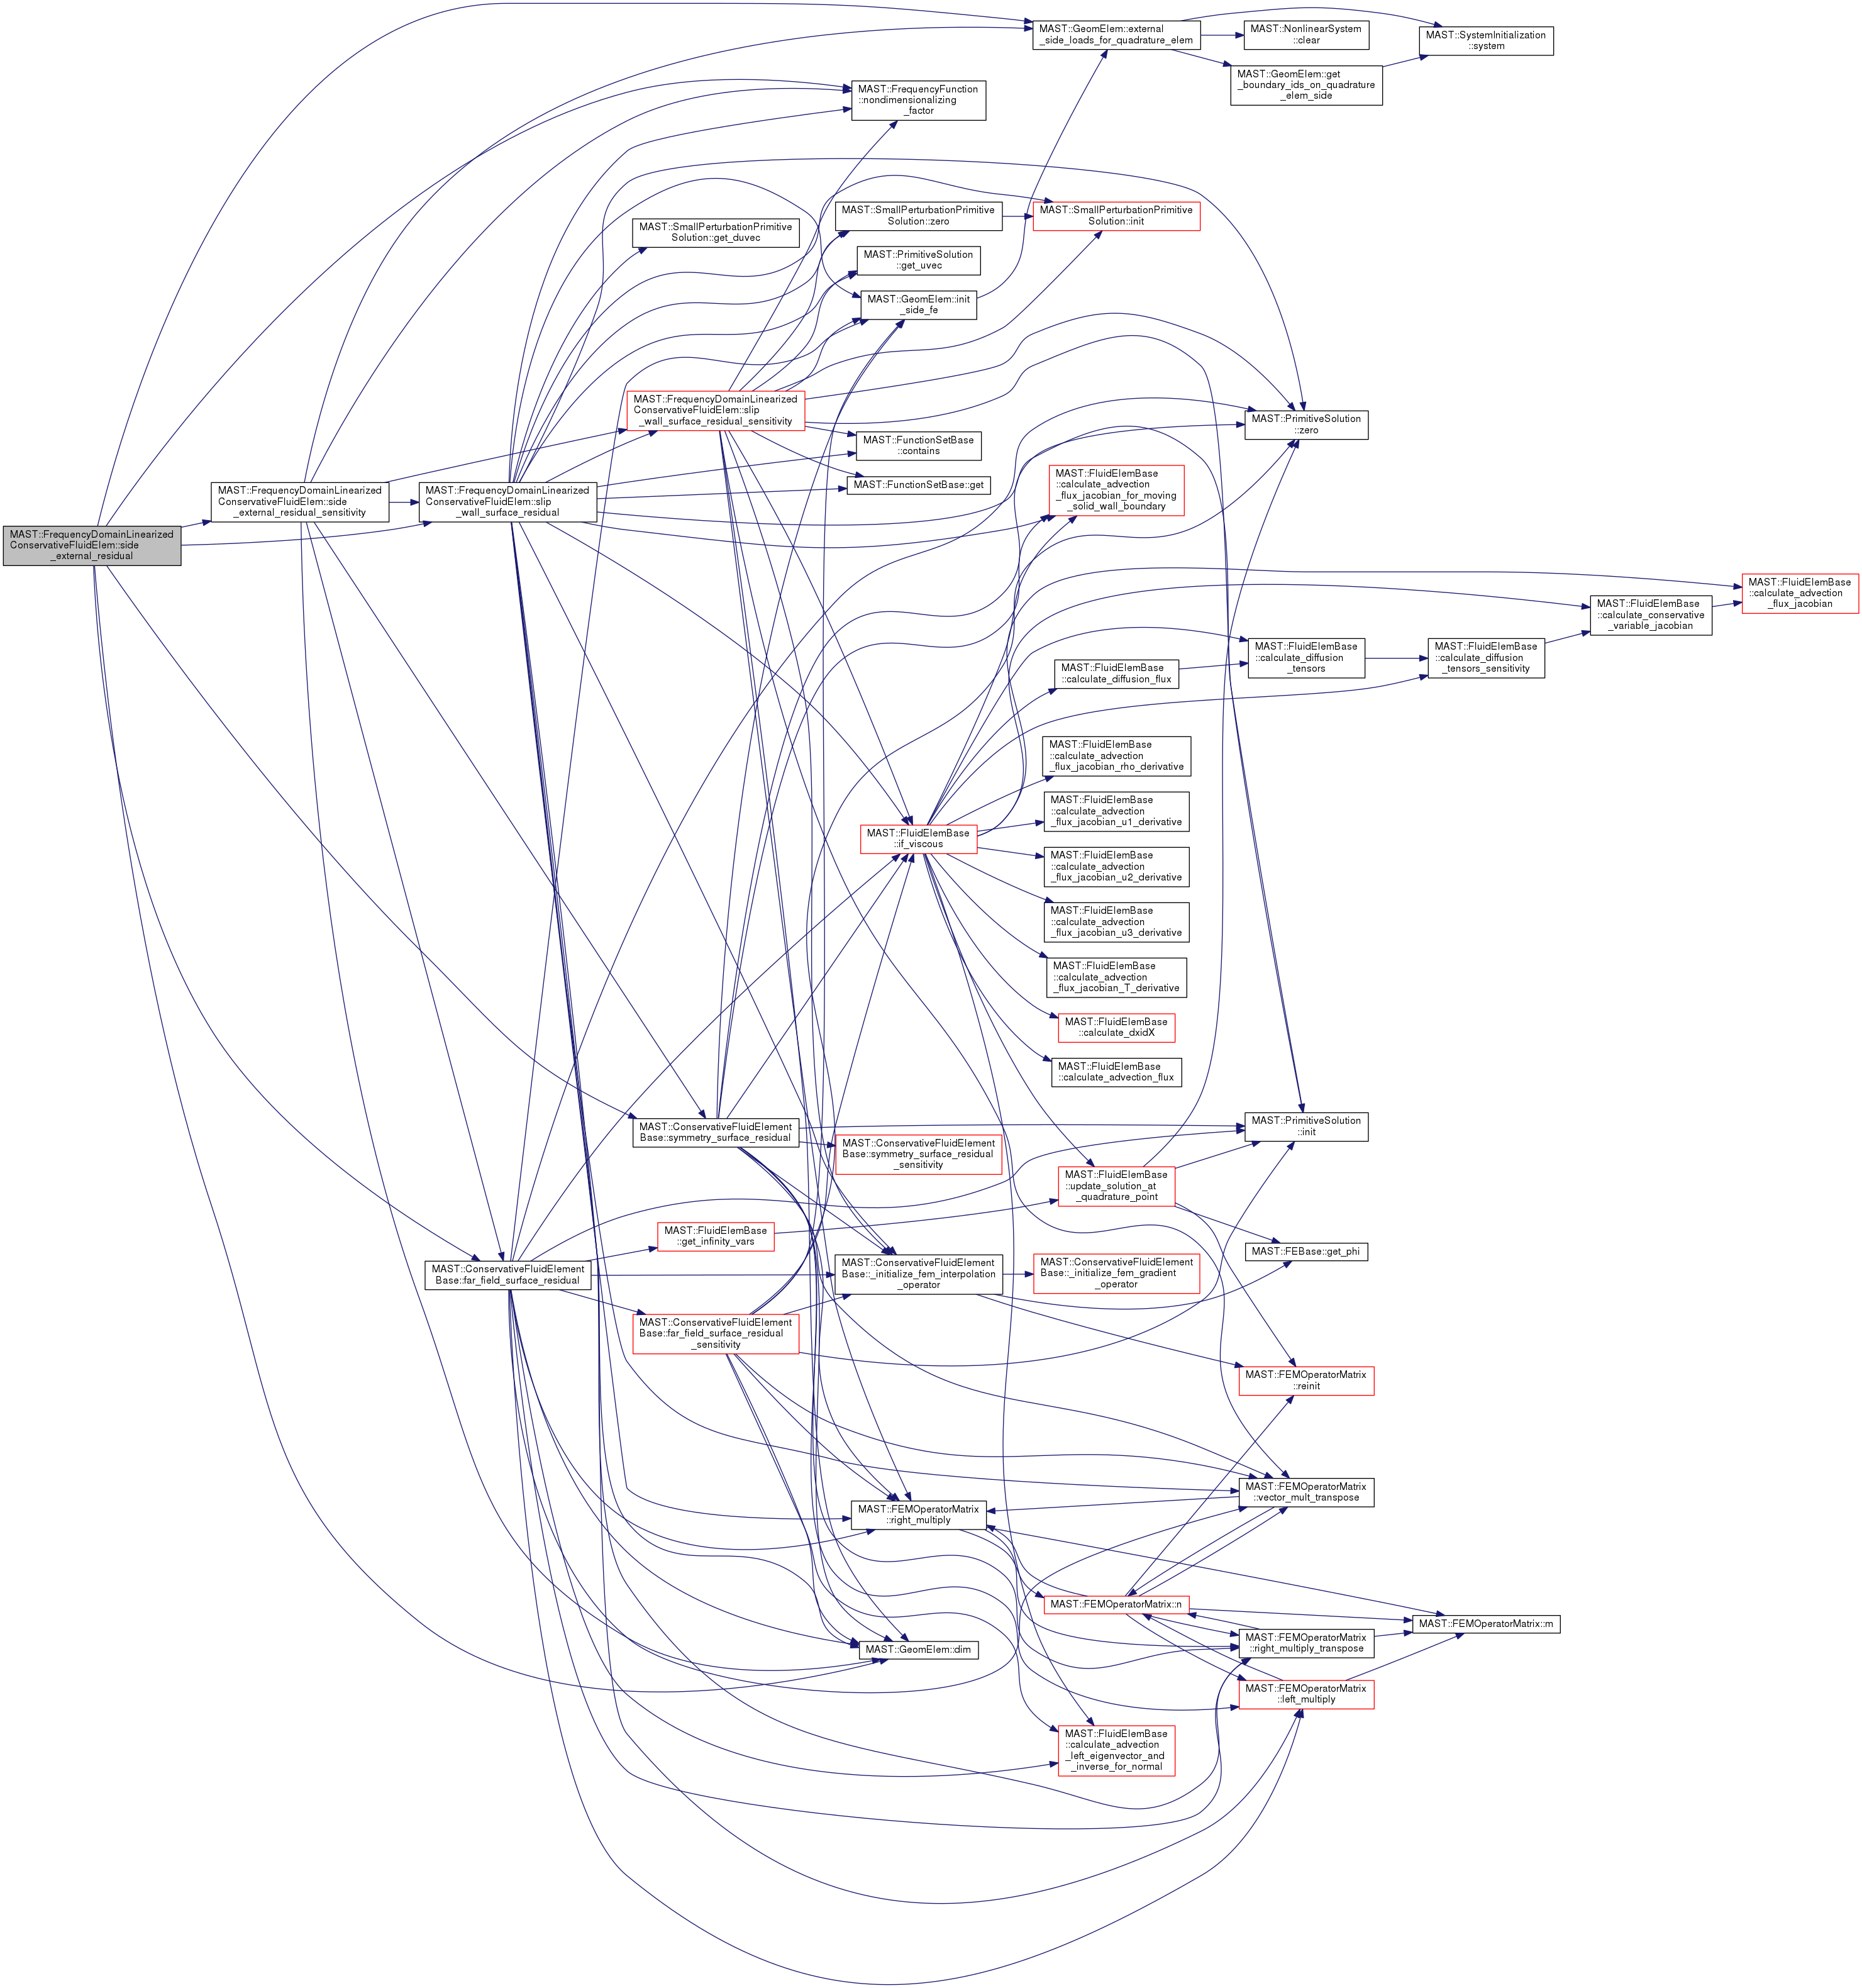 MAST::GeomElem::external
_side_loads_for_quadrature_elem
MAST::NonlinearSystem
::clear
MAST::SystemInitialization
::system
MAST::GeomElem::get
_boundary_ids_on_quadrature
_elem_side
MAST::FrequencyFunction
::nondimensionalizing
_factor
MAST::SmallPerturbationPrimitive
Solution::get_duvec
MAST::SmallPerturbationPrimitive
Solution::zero
MAST::SmallPerturbationPrimitive
Solution::init
MAST::PrimitiveSolution
::get_uvec
MAST::GeomElem::init
_side_fe
MAST::FrequencyDomainLinearized
ConservativeFluidElem::slip
_wall_surface_residual_sensitivity
MAST::PrimitiveSolution
::zero
MAST::FunctionSetBase
::contains
MAST::FunctionSetBase::get
MAST::FluidElemBase
::calculate_advection
_flux_jacobian_for_moving
_solid_wall_boundary
MAST::FrequencyDomainLinearized
ConservativeFluidElem::side
_external_residual_sensitivity
MAST::FrequencyDomainLinearized
ConservativeFluidElem::slip
_wall_surface_residual
MAST::FrequencyDomainLinearized
ConservativeFluidElem::side
_external_residual
MAST::FluidElemBase
::calculate_advection
_flux_jacobian
MAST::FluidElemBase
::calculate_conservative
_variable_jacobian
MAST::FluidElemBase
::calculate_diffusion
_tensors
MAST::FluidElemBase
::calculate_diffusion
_tensors_sensitivity
MAST::FluidElemBase
::calculate_diffusion_flux
MAST::FluidElemBase
::calculate_advection
_flux_jacobian_rho_derivative
MAST::FluidElemBase
::calculate_advection
_flux_jacobian_u1_derivative
MAST::FluidElemBase
::if_viscous
MAST::FluidElemBase
::calculate_advection
_flux_jacobian_u2_derivative
MAST::FluidElemBase
::calculate_advection
_flux_jacobian_u3_derivative
MAST::FluidElemBase
::calculate_advection
_flux_jacobian_T_derivative
MAST::FluidElemBase
::calculate_dxidX
MAST::FluidElemBase
::calculate_advection_flux
MAST::ConservativeFluidElement
Base::symmetry_surface_residual
MAST::PrimitiveSolution
::init
MAST::ConservativeFluidElement
Base::symmetry_surface_residual
_sensitivity
MAST::FluidElemBase
::update_solution_at
_quadrature_point
MAST::FluidElemBase
::get_infinity_vars
MAST::FEBase::get_phi
MAST::ConservativeFluidElement
Base::far_field_surface_residual
MAST::ConservativeFluidElement
Base::_initialize_fem_interpolation
_operator
MAST::ConservativeFluidElement
Base::_initialize_fem_gradient
_operator
MAST::ConservativeFluidElement
Base::far_field_surface_residual
_sensitivity
MAST::FEMOperatorMatrix
::reinit
MAST::FEMOperatorMatrix
::vector_mult_transpose
MAST::FEMOperatorMatrix
::right_multiply
MAST::FEMOperatorMatrix::n
MAST::FEMOperatorMatrix::m
MAST::FEMOperatorMatrix
::right_multiply_transpose
MAST::GeomElem::dim
MAST::FEMOperatorMatrix
::left_multiply
MAST::FluidElemBase
::calculate_advection
_left_eigenvector_and
_inverse_for_normal